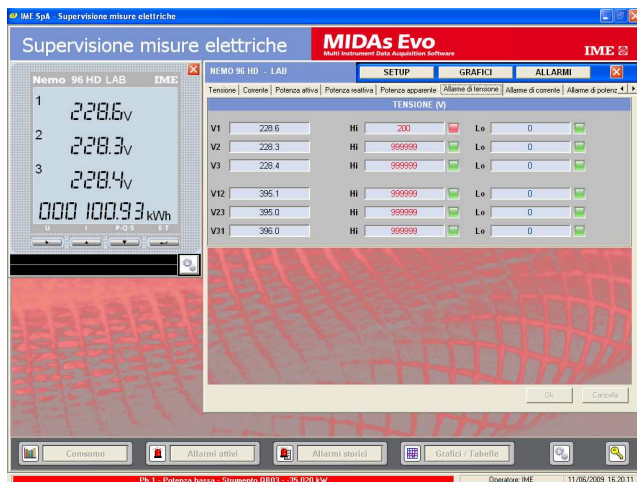 IME SpA - Supervisione misure elettriche
Supervisione misure elettriche
MIDAs Evo
Multi Instrument Data Acquisition Software
IME
Nemo 96 HD LAB IME
1 228.6V
2 228.3V
3 228.4V
000 100.93 kWh
U I P-Q-S E-T
NEMO 96 HD - LAB SETUP GRAFICI ALLARMI
Tensione Corrente Potenza attiva Potenza reattiva Potenza apparente Allarme di tensione Allarme di corrente Allarme di potenz
TENSIONE (V)
V1 228.6 Hi 200 Lo 0
V2 228.3 Hi 999999 Lo 0
V3 228.4 Hi 999999 Lo 0
V12 395.1 Hi 999999 Lo 0
V23 395.0 Hi 999999 Lo 0
V31 396.0 Hi 999999 Lo 0
Ok Cancella
Comsumo Allarmi attivi Allarmi storici Grafici / Tabelle
Ph 1 - Potenza bassa - Strumento QB03 - -35.020 kW Operatore: IME 11/06/2009 16.20.11